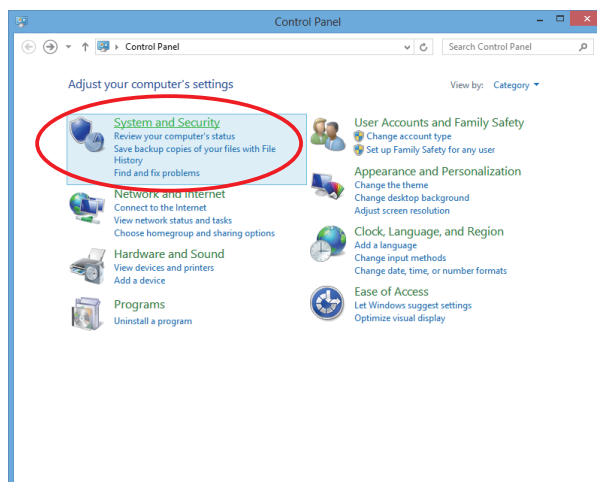 Control Panel
Control Panel
Search Control Panel
Adjust your computer's settings
View by: Category
System and Security
Review your computer's status
Save backup copies of your files with File
History
Find and fix problems
Network and Internet
Connect to the Internet
View network status and tasks
Choose homegroup and sharing options
Hardware and Sound
View devices and printers
Add a device
Programs
Uninstall a program
User Accounts and Family Safety
Change account type
Set up Family Safety for any user
Appearance and Personalization
Change the theme
Change desktop background
Adjust screen resolution
Clock, Language, and Region
Add a language
Change input methods
Change date, time, or number formats
Ease of Access
Let Windows suggest settings
Optimize visual display